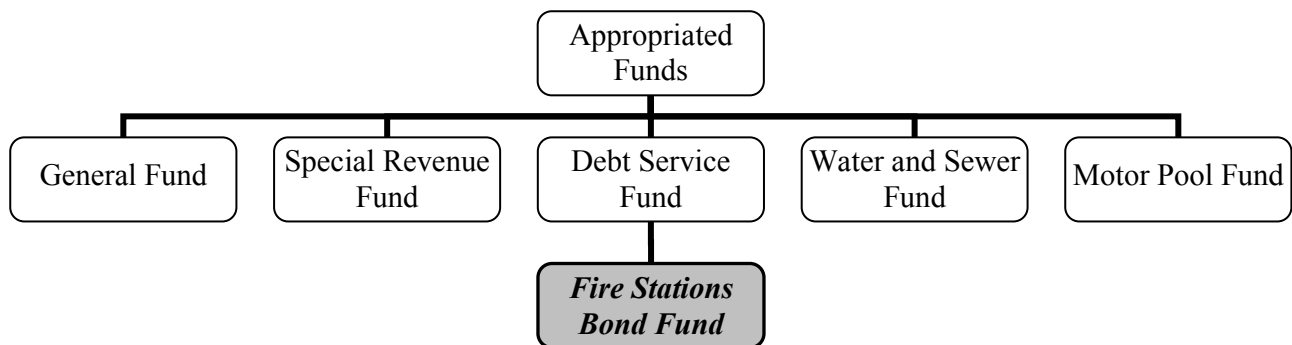 Appropriated
Funds
General Fund
Special Revenue
Fund
Debt Service
Fund
Water and Sewer
Fund
Motor Pool Fund
Fire Stations
Bond Fund